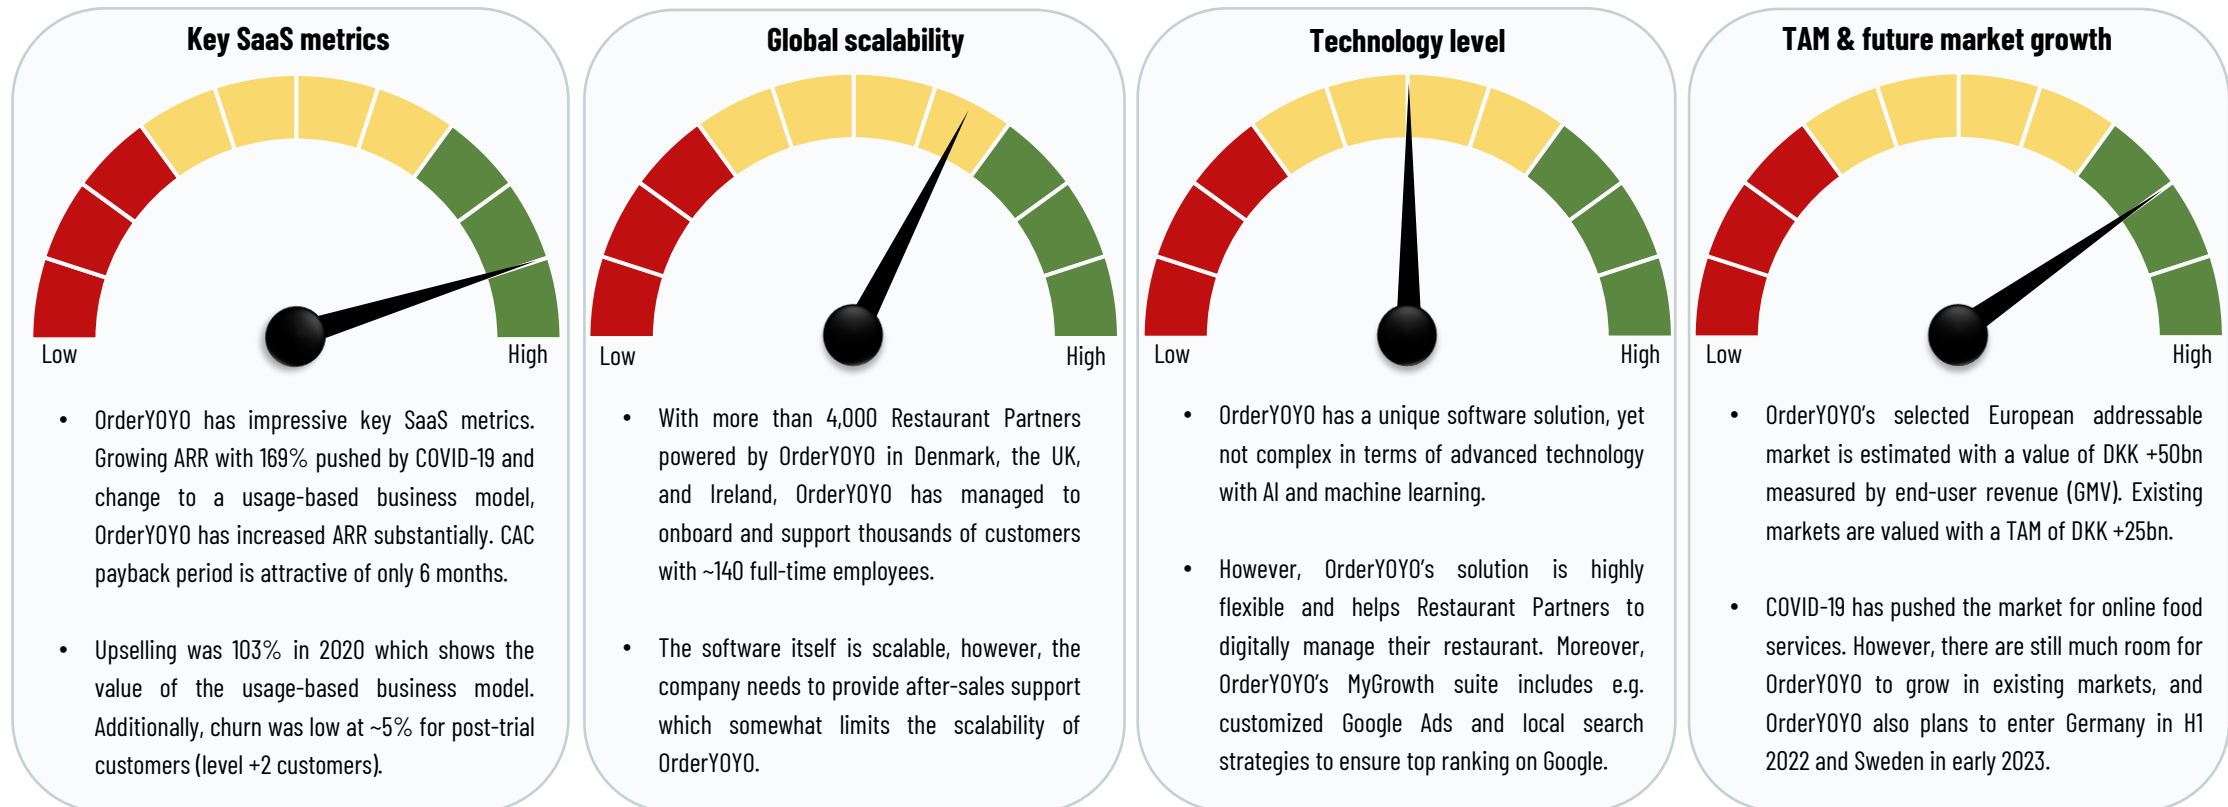 Key SaaS metrics
Low
High
• OrderYOYO has impressive key SaaS metrics.
Growing ARR with 169% pushed by COVID-19 and
change to a usage-based business model,
OrderYOYO has increased ARR substantially. CAC
payback period is attractive of only 6 months.
• Upselling was 103% in 2020 which shows the
value of the usage-based business model.
Additionally, churn was low at ~5% for post-trial
customers (level +2 customers).
Global scalability
Low
High
• With more than 4,000 Restaurant Partners
powered by OrderYOYO in Denmark, the UK,
and Ireland, OrderYOYO has managed to
onboard and support thousands of customers
with ~140 full-time employees.
• The software itself is scalable, however, the
company needs to provide after-sales support
which somewhat limits the scalability of
OrderYOYO.
Technology level
Low
High
• OrderYOYO has a unique software solution, yet
not complex in terms of advanced technology
with AI and machine learning.
• However, OrderYOYO's solution is highly
flexible and helps Restaurant Partners to
digitally manage their restaurant. Moreover,
OrderYOYO's MyGrowth suite includes e.g.
customized Google Ads and local search
strategies to ensure top ranking on Google.
TAM & future market growth
Low
High
• OrderYOYO's selected European addressable
market is estimated with a value of DKK +50bn
measured by end-user revenue (GMV). Existing
markets are valued with a TAM of DKK +25bn.
• COVID-19 has pushed the market for online food
services. However, there are still much room for
OrderYOYO to grow in existing markets, and
OrderYOYO also plans to enter Germany in H1
2022 and Sweden in early 2023.